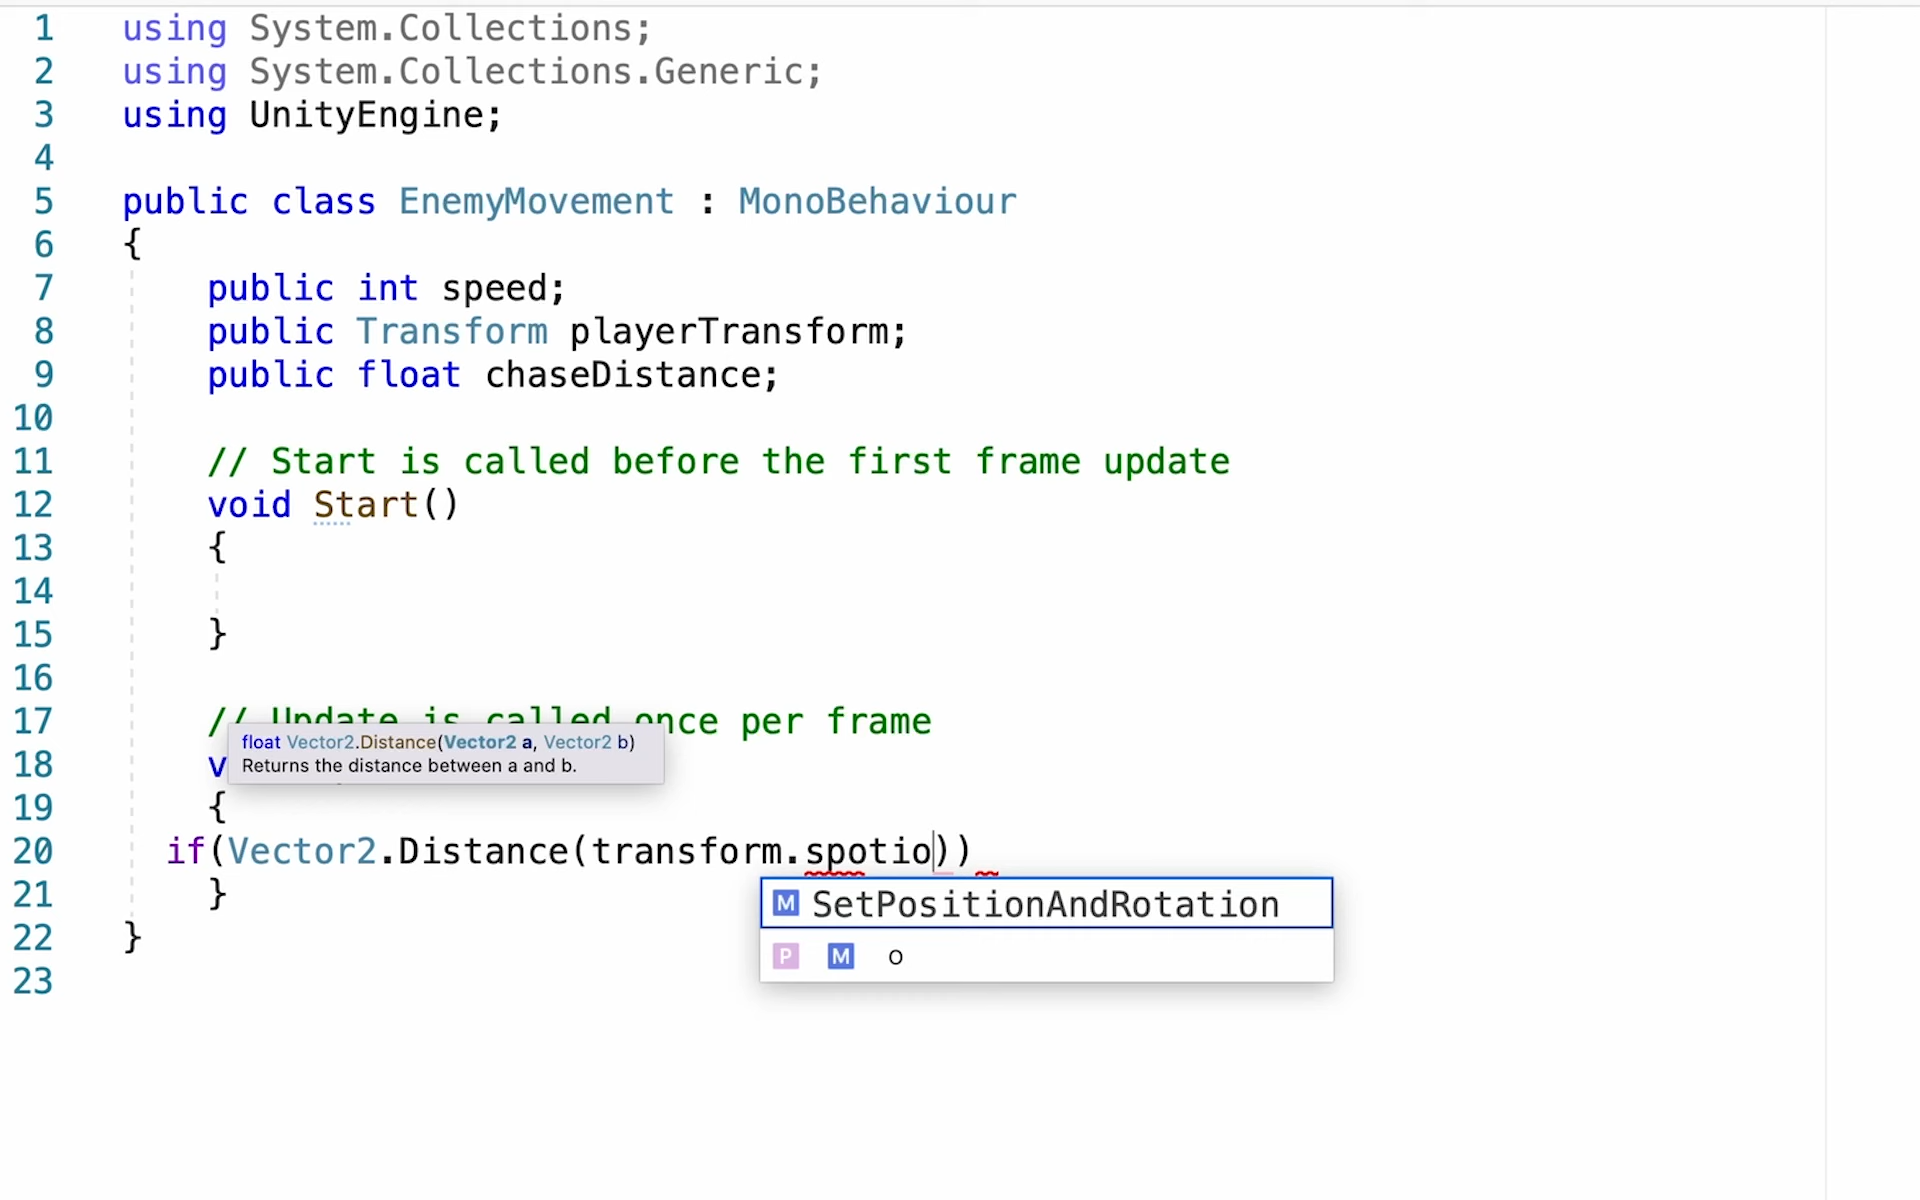 1 using System.Collections;
2 using System.Collections.Generic;
3 using UnityEngine;
4
5 public class EnemyMovement : MonoBehaviour
6 {
7 public int speed;
8 public Transform playerTransform;
9 public float chaseDistance;
10
11 // Start is called before the first frame update
12 void Start()
13 {
14
15 }
16
17 // Update is called once per frame
float Vector2.Distance(Vector2 a, Vector2 b)
18 v
Returns the distance between a and b.
19 {
20 if(Vector2.Distance(transform.spotio))
21 }
M SetPositionAndRotation
22 }
P M o
23